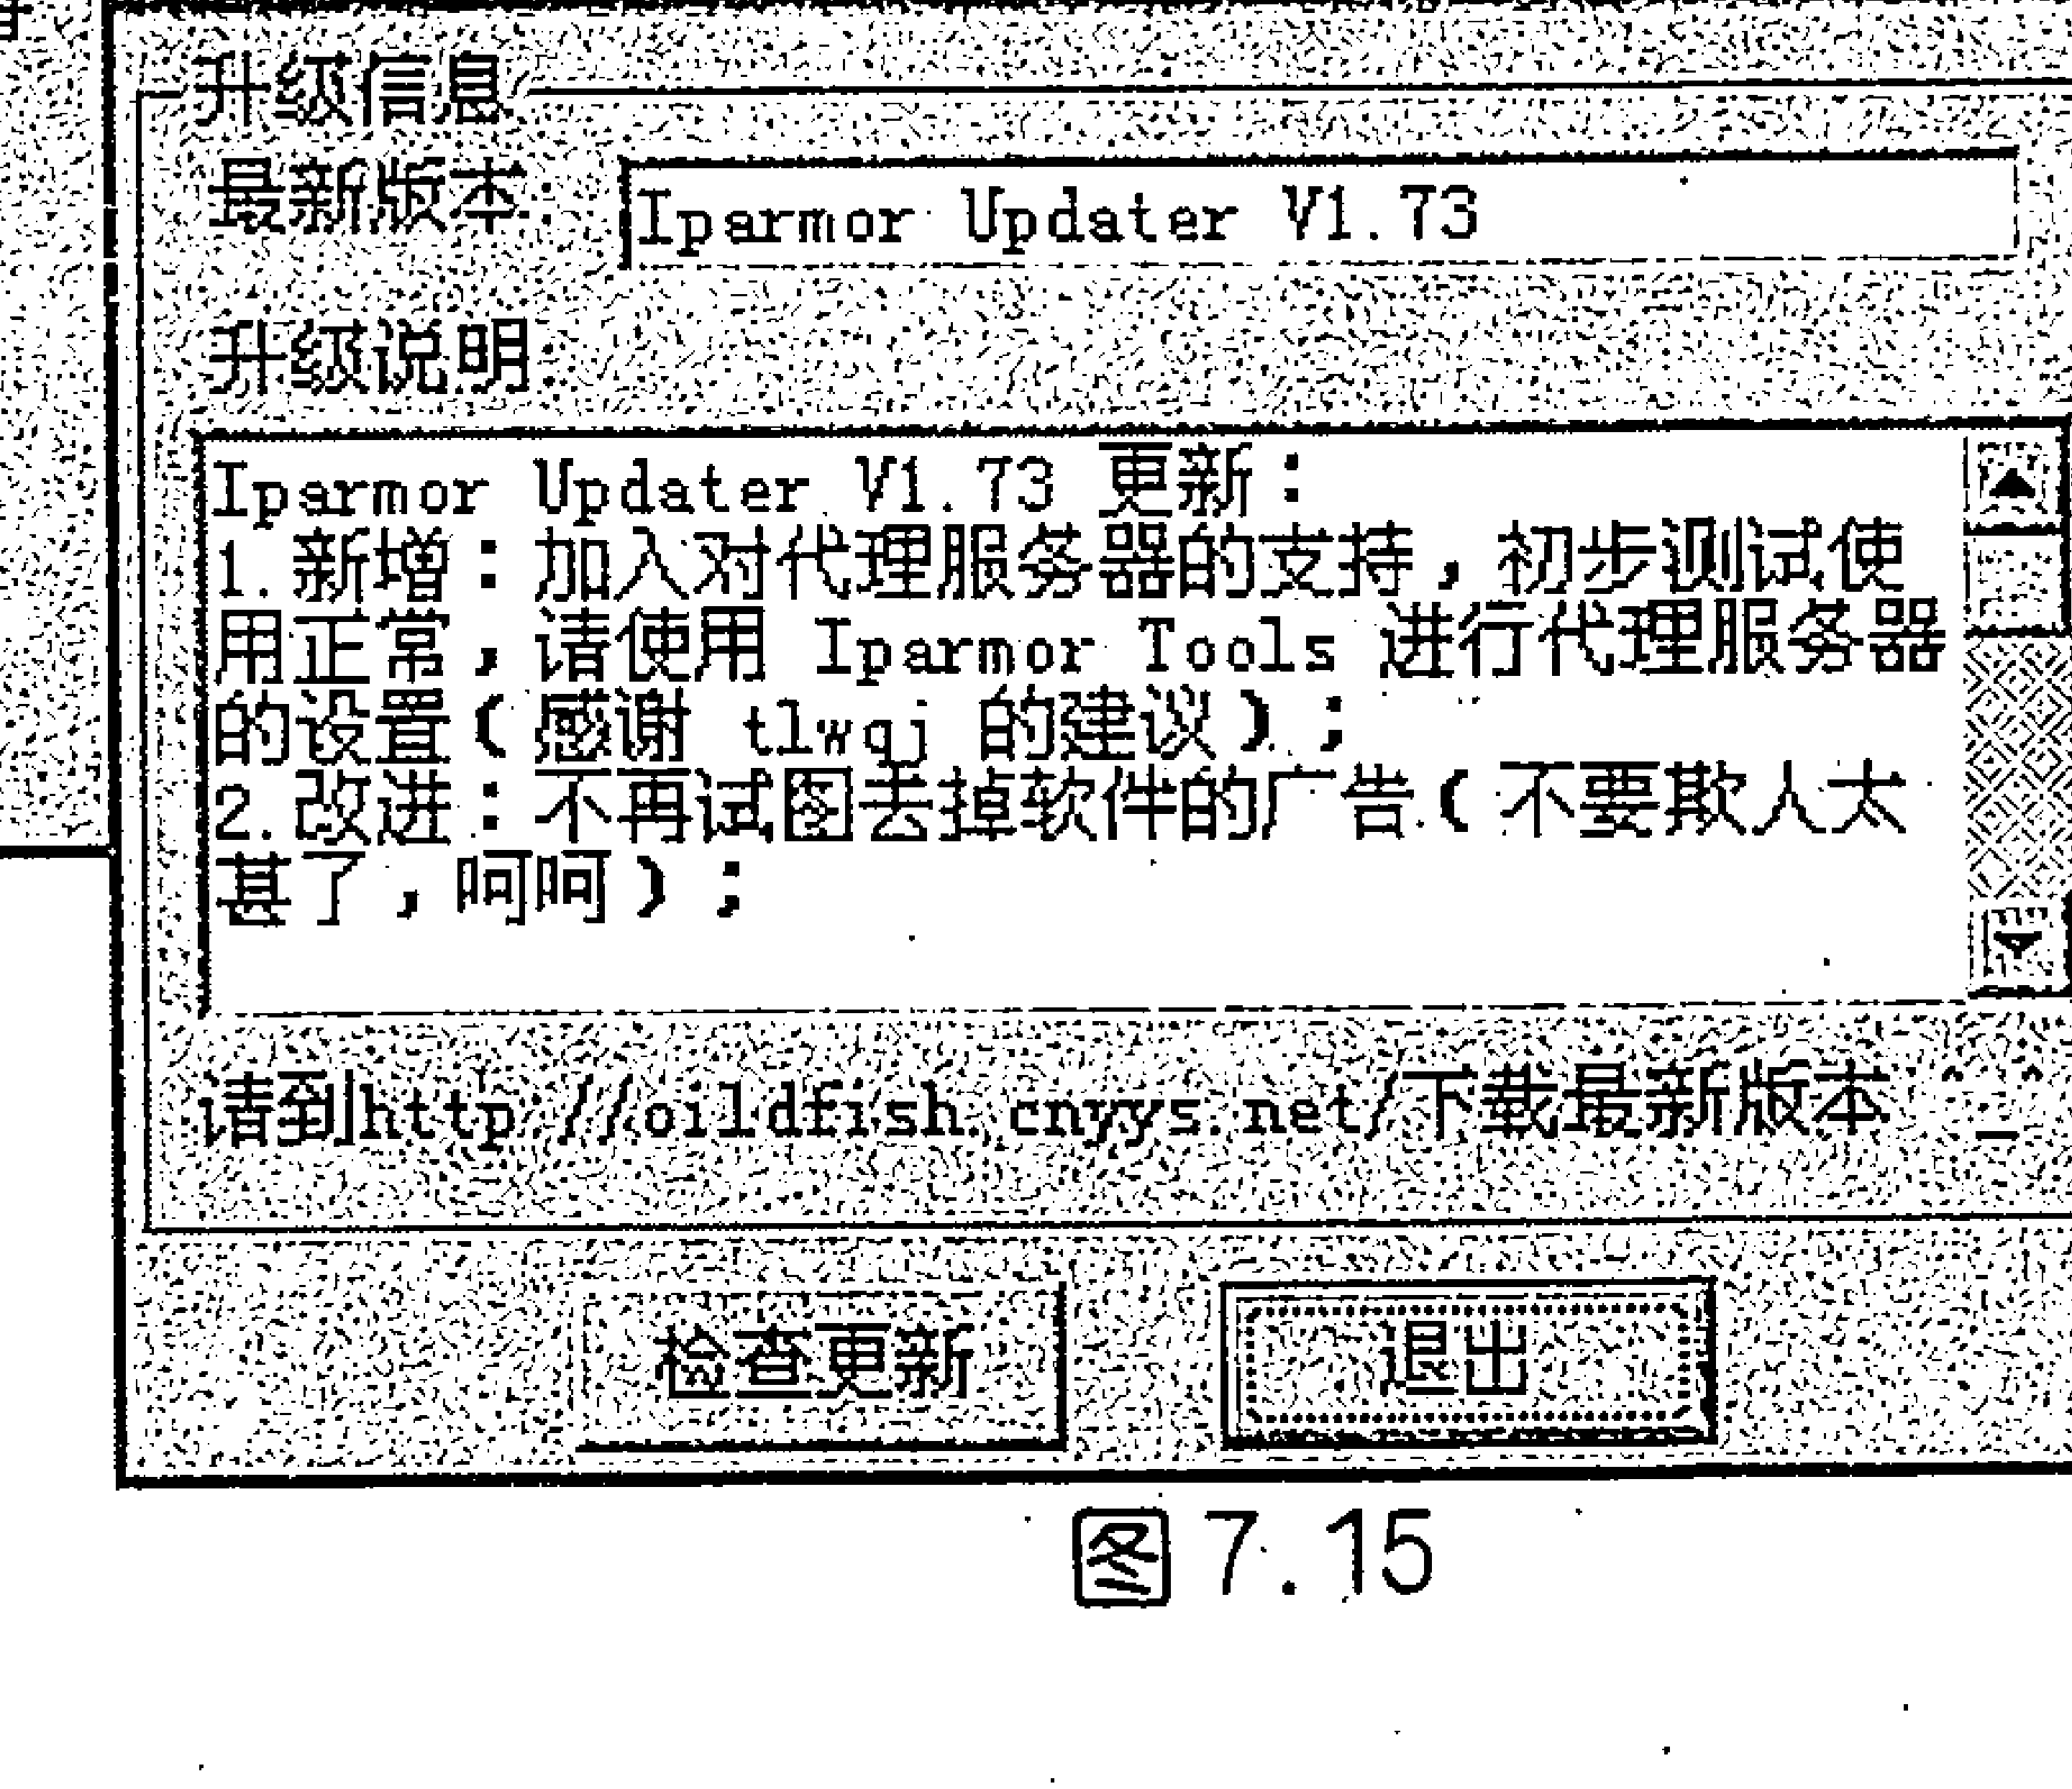 升级信息
最新版本: Iparmor Updater V1.73
升级说明:
Iparmor Updater V1.73 更新：
1.新增：加入对代理服务器的支持，初步测试使
用正常，请使用 Iparmor Tools 进行代理服务器
的设置(感谢 tlwqj 的建议)；
2.改进：不再试图去掉软件的广告(不要欺人太
甚了，呵呵)；
请到http://oildfish.cnyys.net/下载最新版本
检查更新
退出
图 7.15